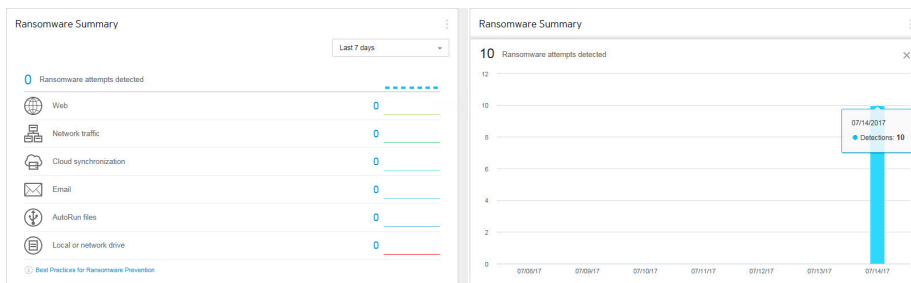 Ransomware Summary
Last 7 days
0 Ransomware attempts detected
Web 0
Network traffic 0
Cloud synchronization 0
Email 0
AutoRun files 0
Local or network drive 0
Best Practices for Ransomware Prevention
Ransomware Summary
10 Ransomware attempts detected
12
10
8
6
4
2
0
07/14/2017
Detections: 10
07/08/17 07/09/17 07/10/17 07/11/17 07/12/17 07/13/17 07/14/17